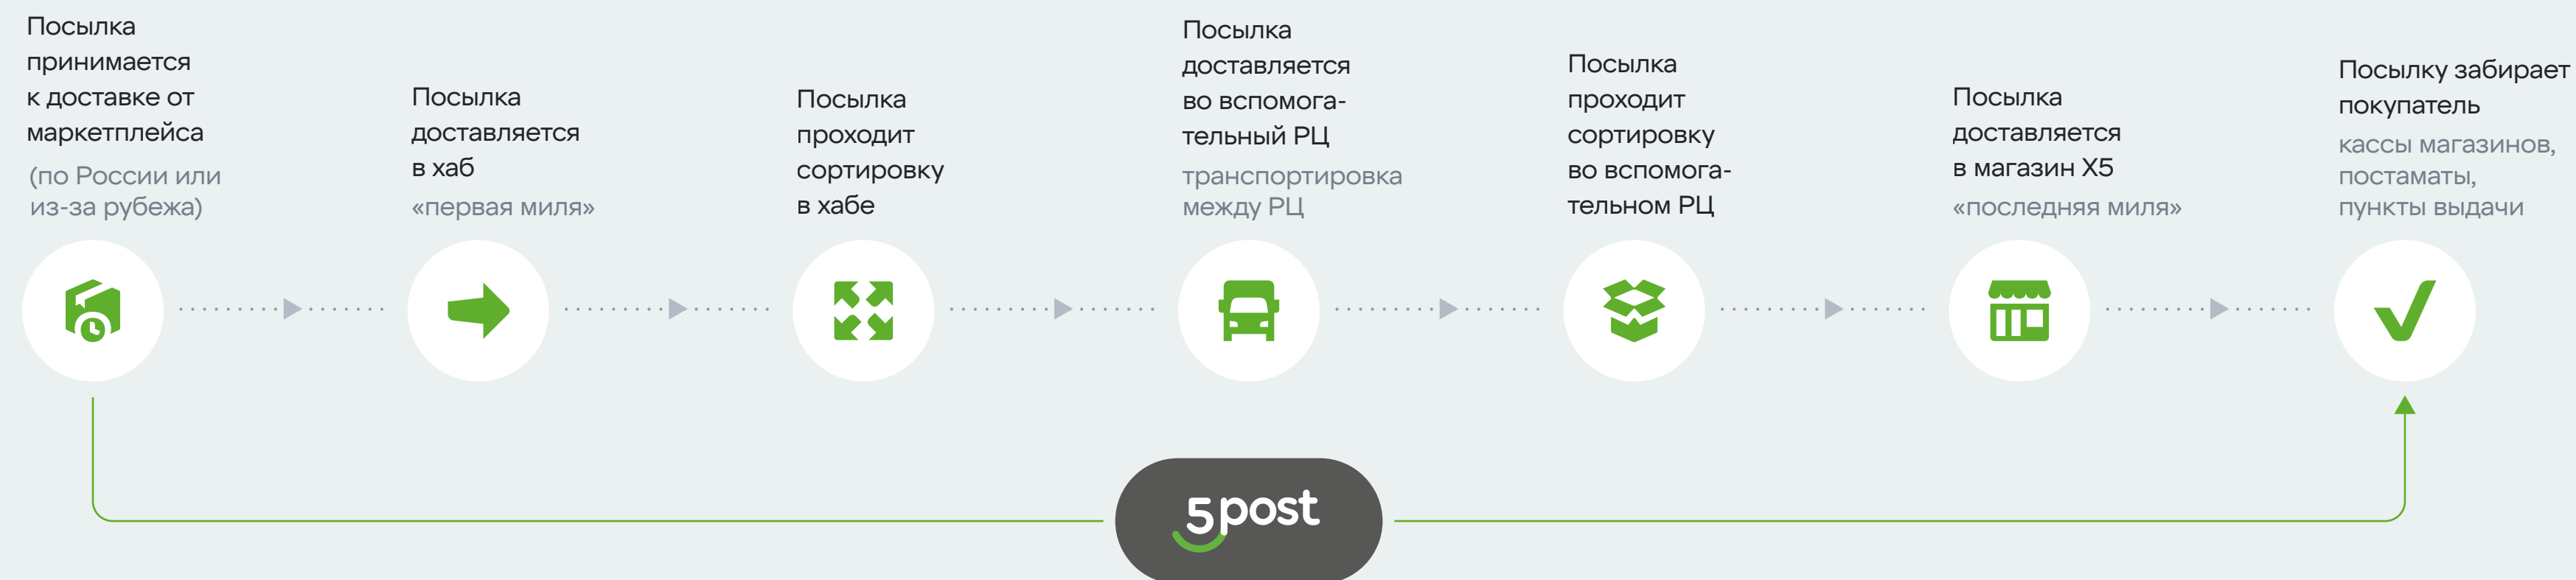 Посылка
принимается
к доставке от
маркетплейса
(по России или
из-за рубежа)
Посылка
доставляется
в хаб
«первая миля»
Посылка
проходит
сортировку
в хабе
Посылка
доставляется
во вспомога-
тельный РЦ
транспортировка
между РЦ
Посылка
проходит
сортировку
во вспомога-
тельном РЦ
Посылка
доставляется
в магазин X5
«последняя миля»
Посылку забирает
покупатель
кассы магазинов,
постаматы,
пункты выдачи
5post